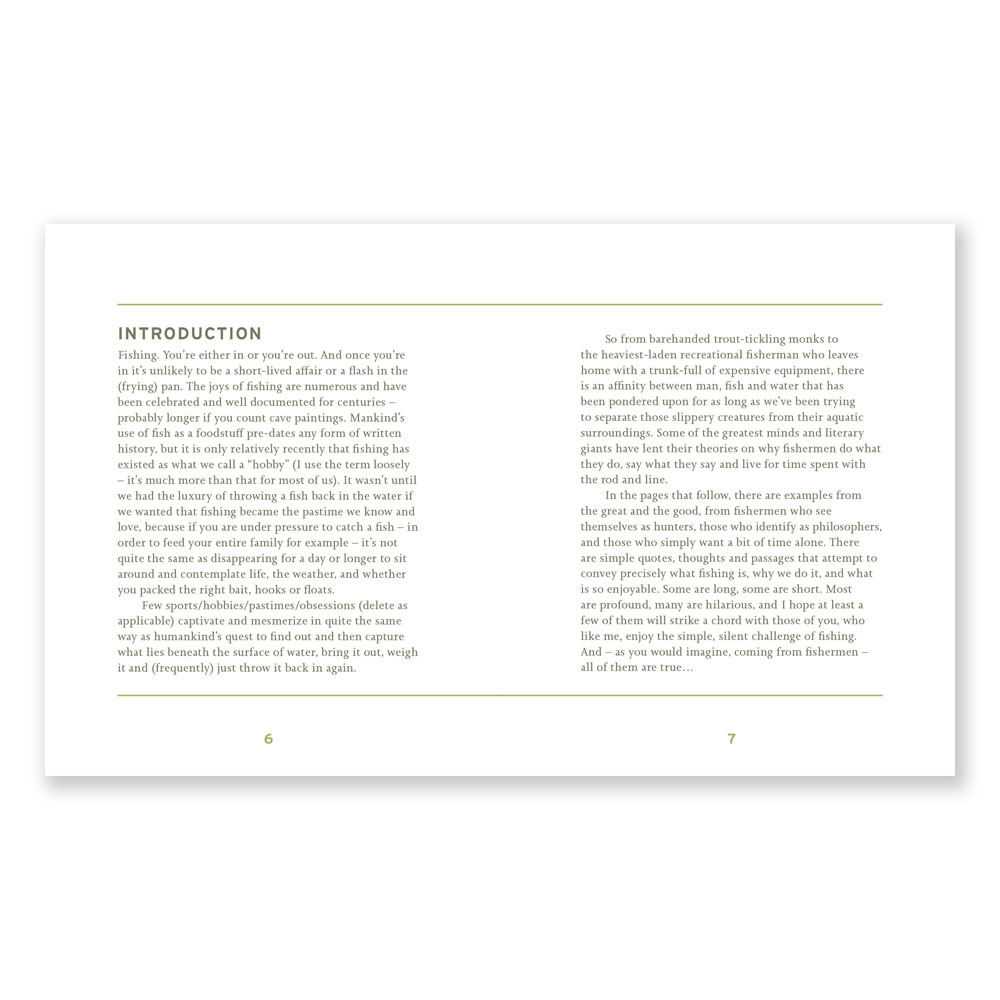 INTRODUCTION
Fishing. You’re either in or you’re out. And once you’re
in it’s unlikely to be a short-lived affair or a flash in the
(frying) pan. The joys of fishing are numerous and have
been celebrated and well documented for centuries –
probably longer if you count cave paintings. Mankind’s
use of fish as a foodstuff pre-dates any form of written
history, but it is only relatively recently that fishing has
existed as what we call a “hobby” (I use the term loosely
– it’s much more than that for most of us). It wasn’t until
we had the luxury of throwing a fish back in the water if
we wanted that fishing became the pastime we know and
love, because if you are under pressure to catch a fish – in
order to feed your entire family for example – it’s not
quite the same as disappearing for a day or longer to sit
around and contemplate life, the weather, and whether
you packed the right bait, hooks or floats.
Few sports/hobbies/pastimes/obsessions (delete as
applicable) captivate and mesmerize in quite the same
way as humankind’s quest to find out and then capture
what lies beneath the surface of water, bring it out, weigh
it and (frequently) just throw it back in again.
6
So from barehanded trout-tickling monks to
the heaviest-laden recreational fisherman who leaves
home with a trunk-full of expensive equipment, there
is an affinity between man, fish and water that has
been pondered upon for as long as we’ve been trying
to separate those slippery creatures from their aquatic
surroundings. Some of the greatest minds and literary
giants have lent their theories on why fishermen do what
they do, say what they say and live for time spent with
the rod and line.
In the pages that follow, there are examples from
the great and the good, from fishermen who see
themselves as hunters, those who identify as philosophers,
and those who simply want a bit of time alone. There
are simple quotes, thoughts and passages that attempt to
convey precisely what fishing is, why we do it, and what
is so enjoyable. Some are long, some are short. Most
are profound, many are hilarious, and I hope at least a
few of them will strike a chord with those of you, who
like me, enjoy the simple, silent challenge of fishing.
And – as you would imagine, coming from fishermen –
all of them are true…
7